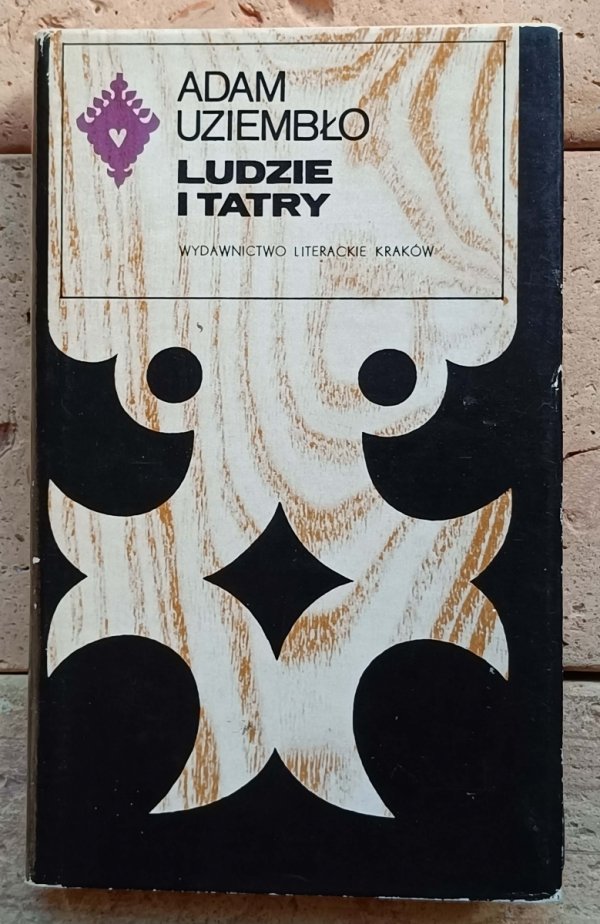 ADAM
UZIEMBŁO
LUDZIE
I TATRY
WYDAWNICTWO LITERACKIE KRAKÓW